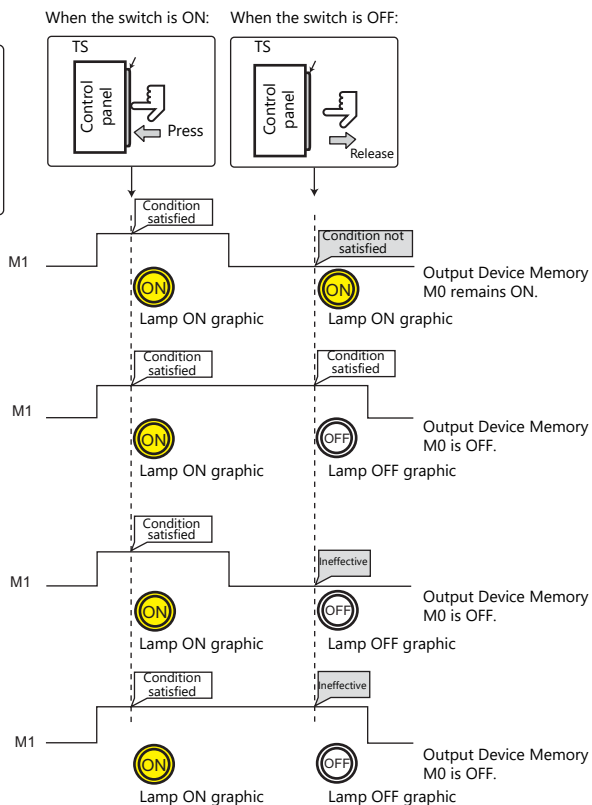 When the switch is ON:
When the switch is OFF:
TS
Control
panel
Press
TS
Control
panel
Release
Condition
satisfied
Condition not
satisfied
M1
ON
ON
Output Device Memory
M0 remains ON.
Lamp ON graphic
Lamp ON graphic
Condition
satisfied
Condition
satisfied
M1
ON
OFF
Output Device Memory
M0 is OFF.
Lamp ON graphic
Lamp OFF graphic
Condition
satisfied
Ineffective
M1
ON
OFF
Output Device Memory
M0 is OFF.
Lamp ON graphic
Lamp OFF graphic
Condition
satisfied
Ineffective
M1
ON
OFF
Output Device Memory
M0 is OFF.
Lamp ON graphic
Lamp OFF graphic